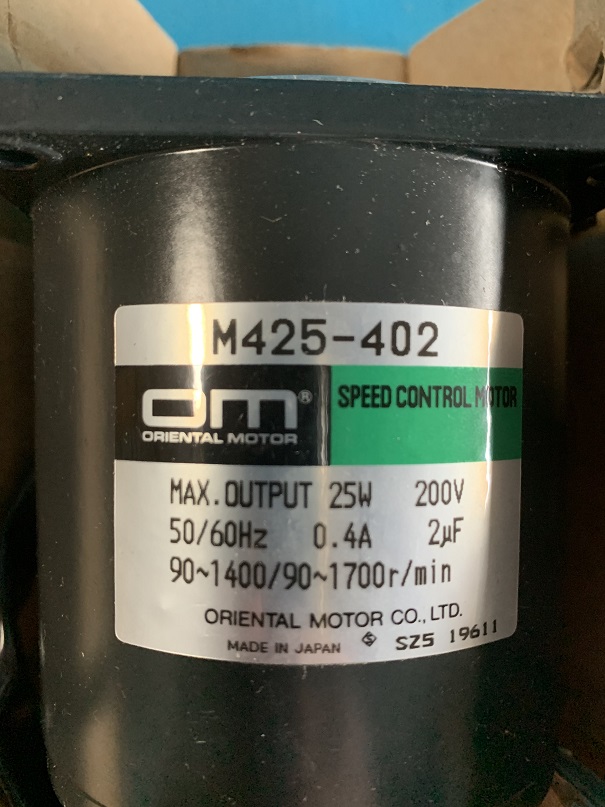 M425-402
om®
ORIENTAL MOTOR
SPEED CONTROL MOTOR
MAX.OUTPUT 25W 200V
50/60Hz 0.4A 2μF
90~1400/90~1700r/min
ORIENTAL MOTOR CO., LTD.
MADE IN JAPAN S SZ5 19611